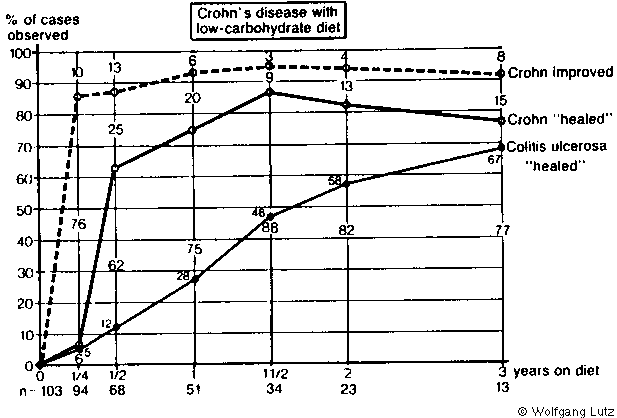 Crohn's disease with
low-carbohydrate diet
% of cases
observed
100
90
80
70
60
50
40
30
20
10
0
10 13 6 3 4 8
Crohn improved
9 13 15
20
25
Crohn "healed"
Colitis ulcerosa
"healed"
76 62 75 88 82 77
5 12 28 46 58 67
6
0 1/4 1/2 1 11/2 2 3 years on diet
n-103 94 68 51 34 23 13
© Wolfgang Lutz